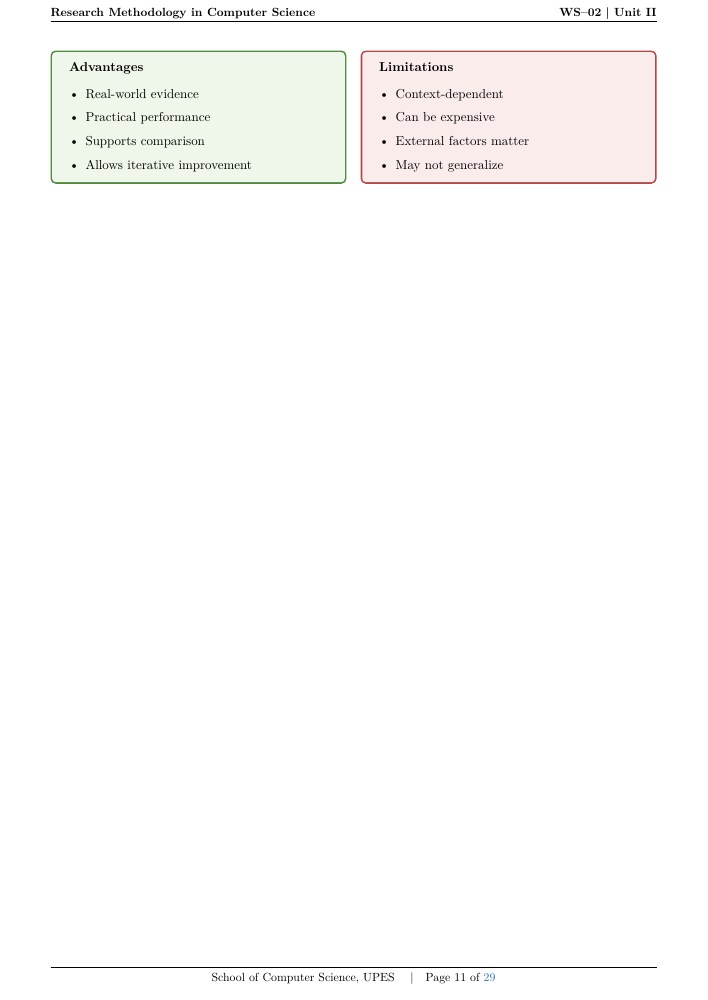 Research Methodology in Computer Science WS–02 | Unit II
Advantages
• Real-world evidence
• Practical performance
• Supports comparison
• Allows iterative improvement
Limitations
• Context-dependent
• Can be expensive
• External factors matter
• May not generalize
School of Computer Science, UPES | Page 11 of 29